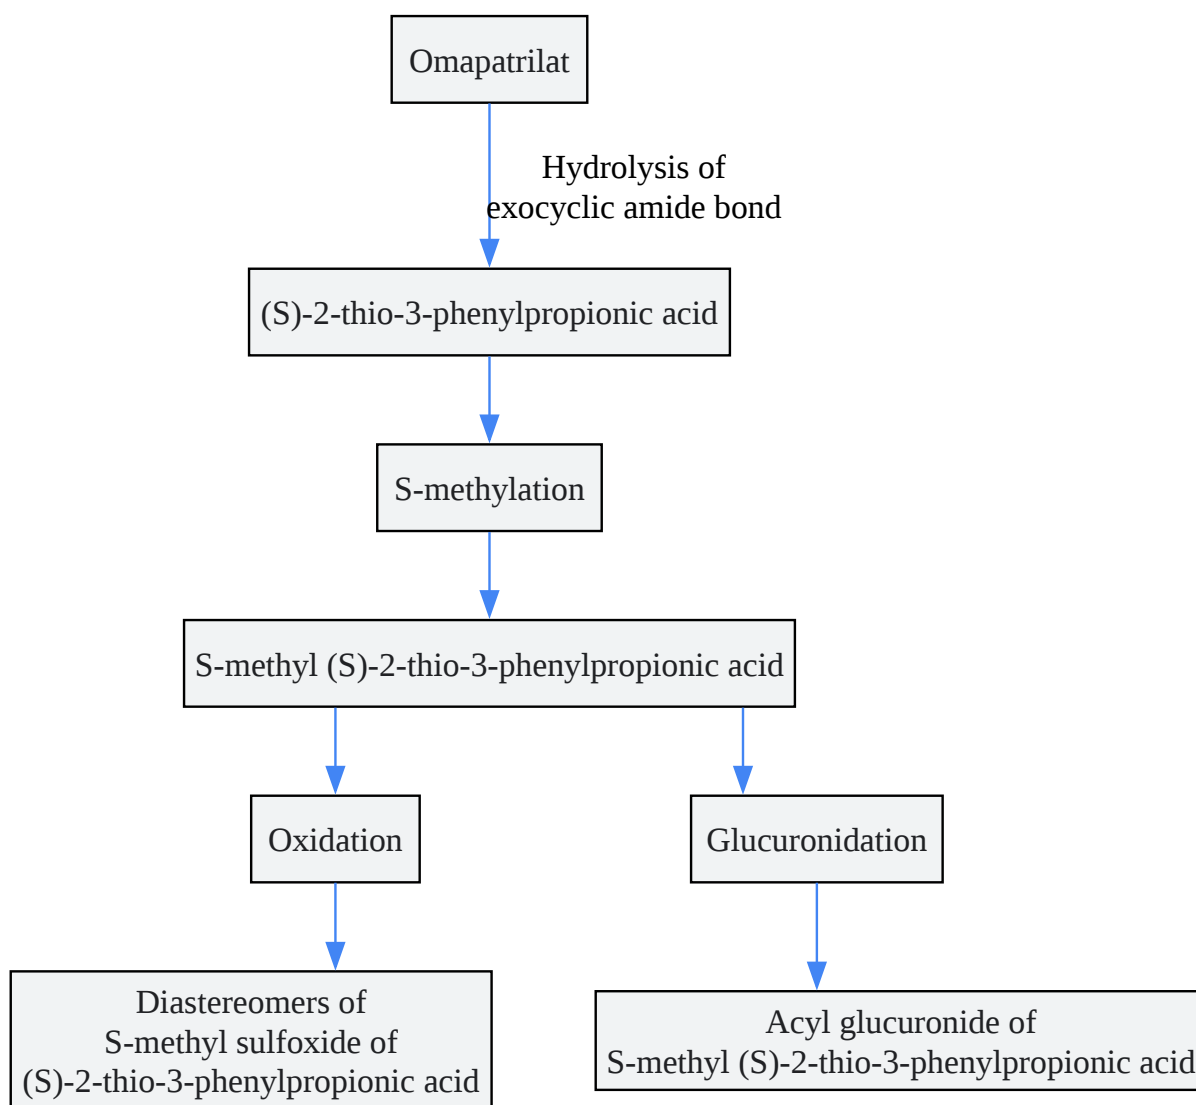 Omapatrilat
Hydrolysis of
exocyclic amide bond
(S)-2-thio-3-phenylpropionic acid
S-methylation
S-methyl (S)-2-thio-3-phenylpropionic acid
Oxidation
Glucuronidation
Diastereomers of
S-methyl sulfoxide of
(S)-2-thio-3-phenylpropionic acid
Acyl glucuronide of
S-methyl (S)-2-thio-3-phenylpropionic acid